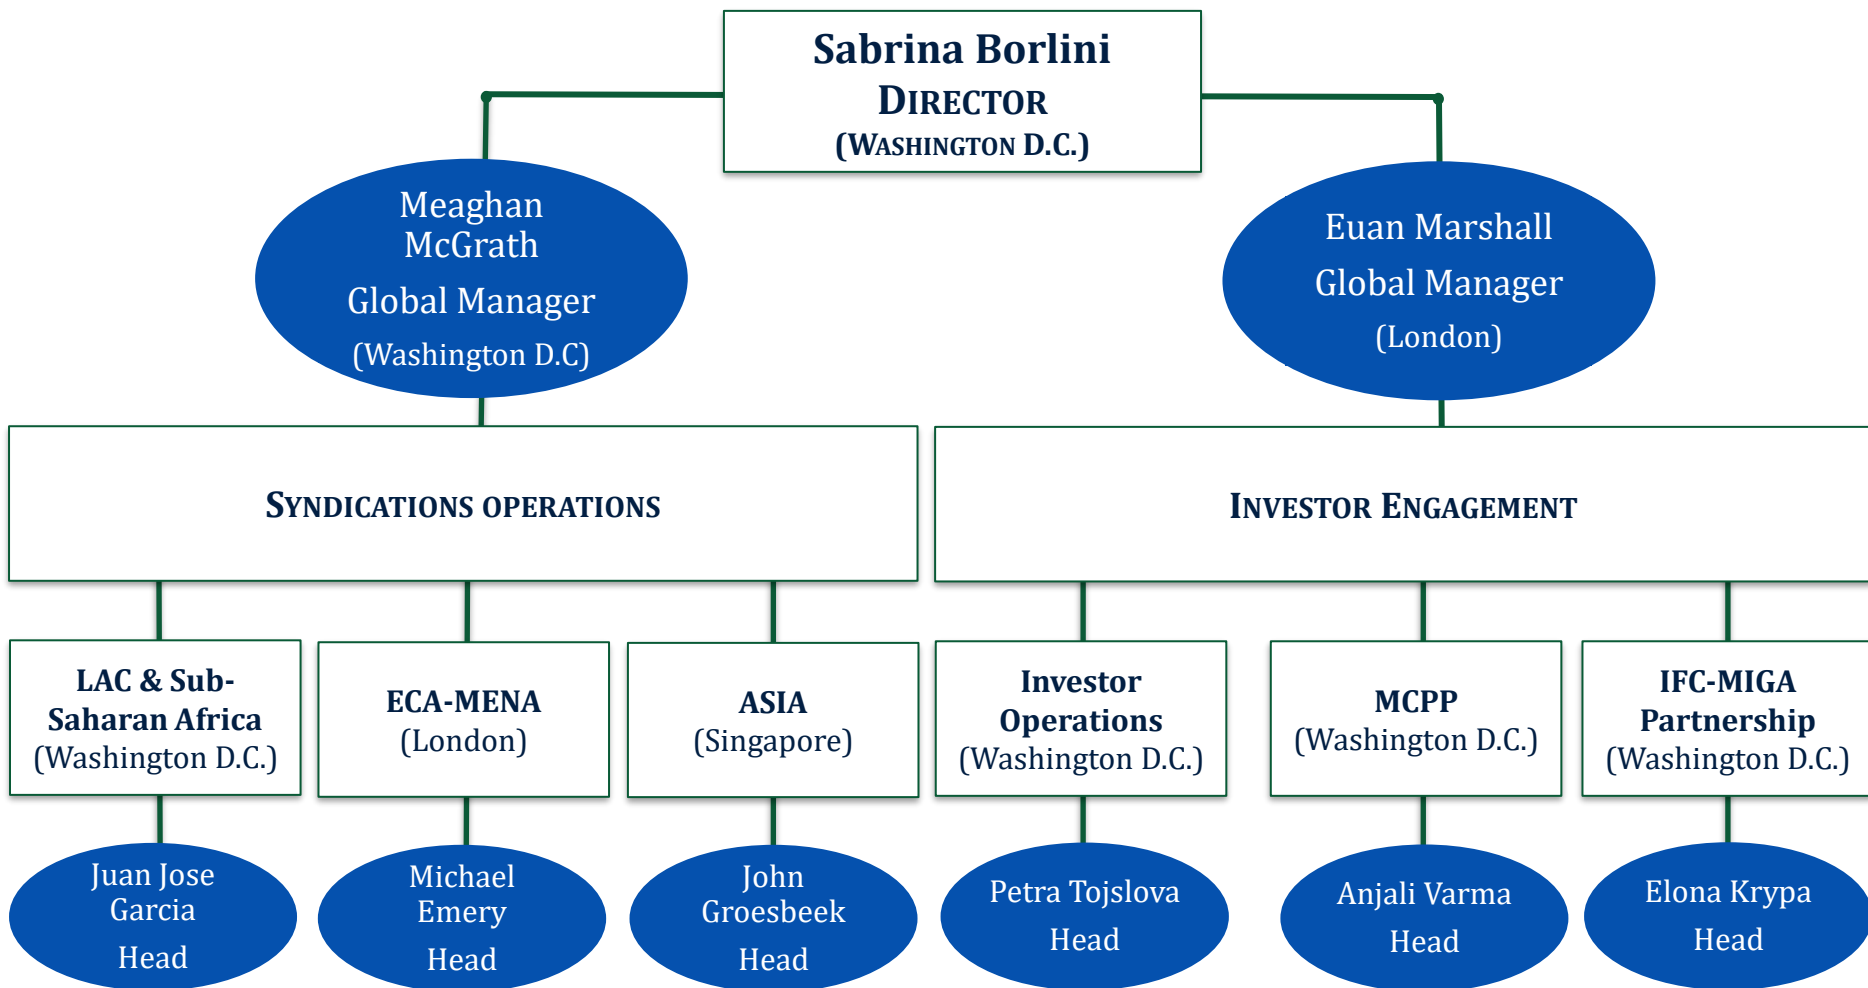 Sabrina Borlini
DIRECTOR
(WASHINGTON D.C.)
Meaghan
McGrath
Global Manager
(Washington D.C)
Euan Marshall
Global Manager
(London)
SYNDICATIONS OPERATIONS
INVESTOR ENGAGEMENT
LAC & Sub-
Saharan Africa
(Washington D.C.)
ECA-MENA
(London)
ASIA
(Singapore)
Investor
Operations
(Washington D.C.)
MCPP
(Washington D.C.)
IFC-MIGA
Partnership
(Washington D.C.)
Juan Jose
Garcia
Head
Michael
Emery
Head
John
Groesbeek
Head
Petra Tojslova
Head
Anjali Varma
Head
Elona Krypa
Head